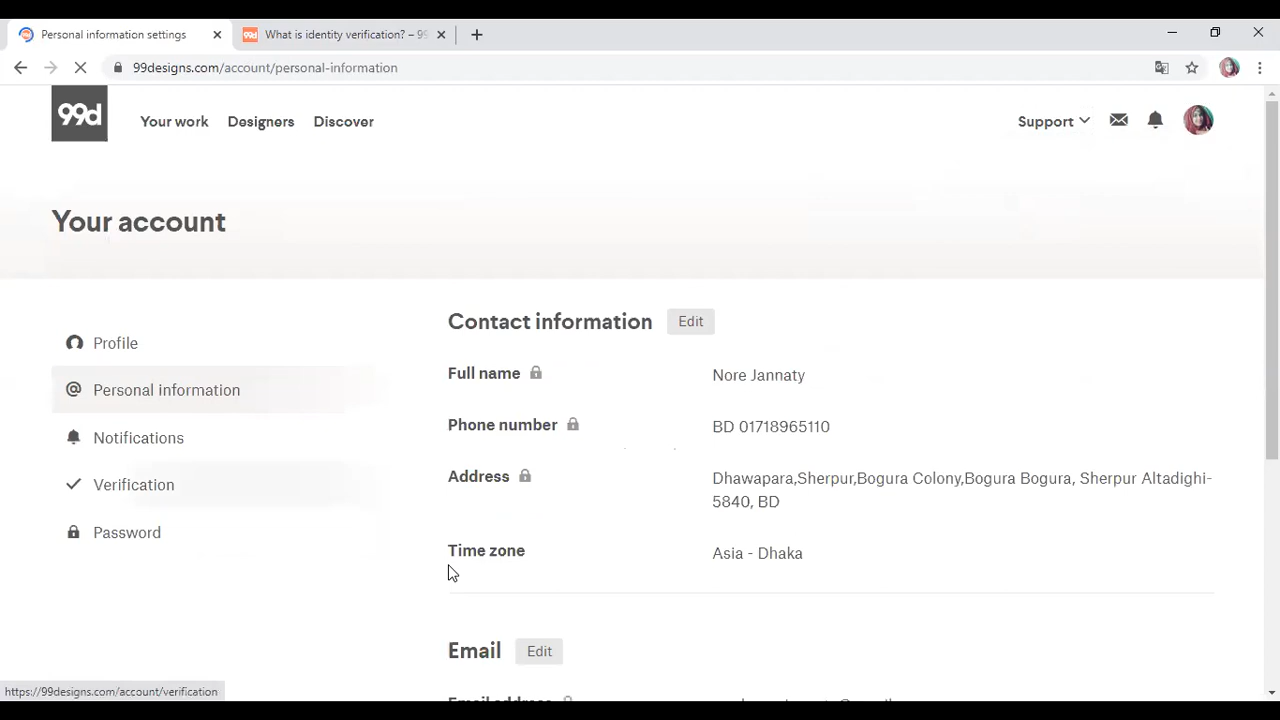 Personal information settings
What is identity verification? – 99
99designs.com/account/personal-information
99d
Your work
Designers
Discover
Support
Your account
Profile
Personal information
Notifications
Verification
Password
Contact information
Edit
Full name
Nore Jannaty
Phone number
BD 01718965110
Address
Dhawapara,Sherpur,Bogura Colony,Bogura Bogura, Sherpur Altadighi-
5840, BD
Time zone
Asia - Dhaka
Email
Edit
Email address
https://99designs.com/account/verification